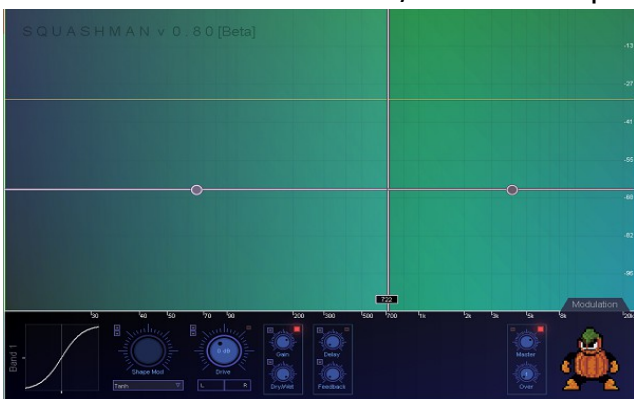 SQUASHMAN v 0.80 [Beta]
-13
-27
-41
-55
-68
-82
-96
722
Modulation
30 40 50 70 90 200 300 500 700 1k 2k 3k 5k 8k 20k
Band 1
Shape Mod
Tanh
0 dB
Drive
L R
Gain
Dry/Wet
Delay
Feedback
Master
Over